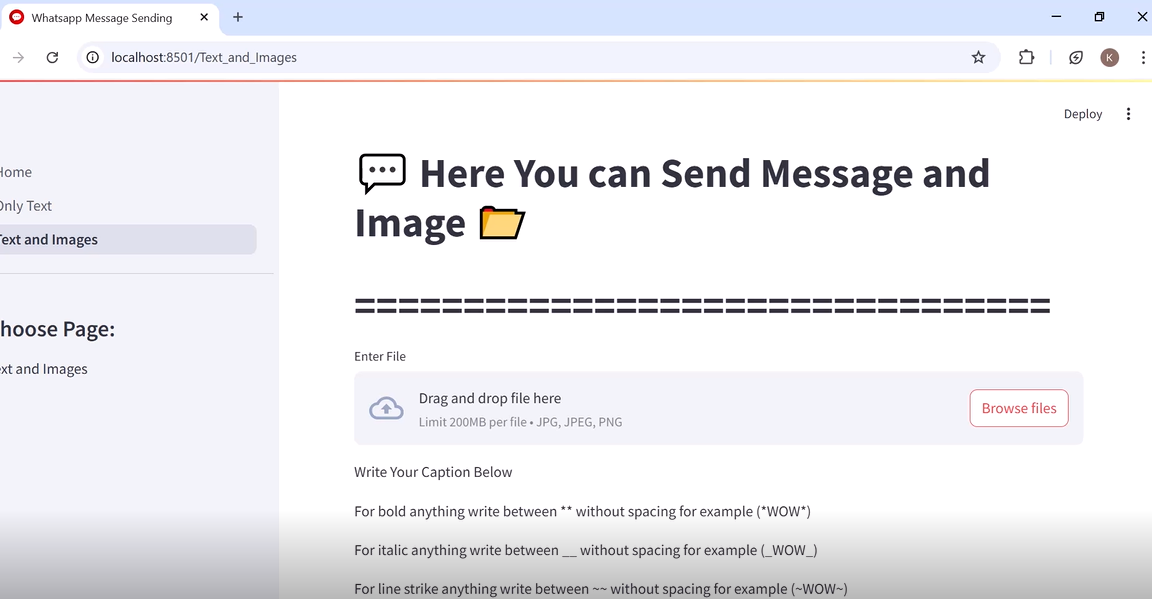 Whatsapp Message Sending
localhost:8501/Text_and_Images
K
Deploy
Home
Only Text
Text and Images
hoose Page:
ext and Images
Here You can Send Message and
Image
================================
Enter File
Drag and drop file here
Limit 200MB per file • JPG, JPEG, PNG
Browse files
Write Your Caption Below
For bold anything write between ** without spacing for example (*WOW*)
For italic anything write between __ without spacing for example (_WOW_)
For line strike anything write between ~~ without spacing for example (~WOW~)